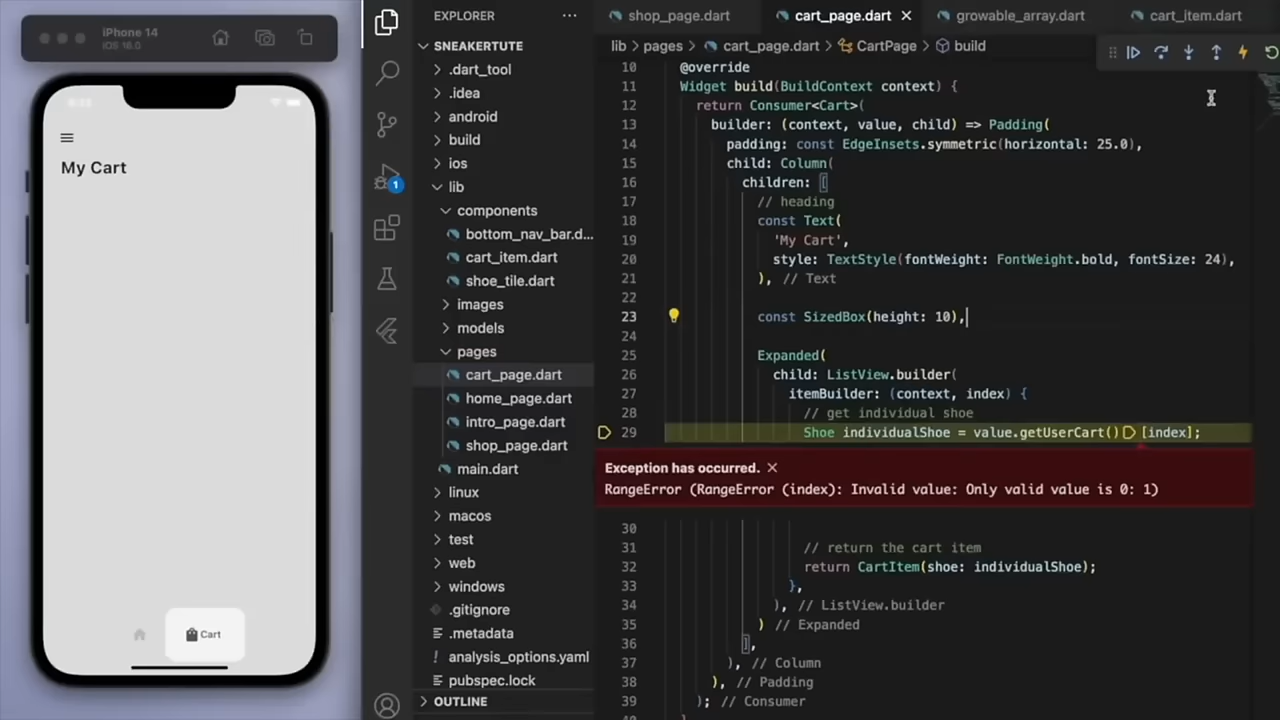 iPhone 14
iOS 16.0
My Cart
Cart
1
EXPLORER
SNEAKERTUTE
.dart_tool
.idea
android
build
ios
lib
components
bottom_nav_bar.d...
cart_item.dart
shoe_tile.dart
images
models
pages
cart_page.dart
home_page.dart
intro_page.dart
shop_page.dart
main.dart
linux
macos
test
web
windows
.gitignore
.metadata
analysis_options.yaml
pubspec.lock
OUTLINE
shop_page.dart
cart_page.dart
growable_array.dart
cart_item.dart
lib > pages > cart_page.dart > CartPage > build
10 @override
11 Widget build(BuildContext context) {
12 return Consumer<Cart>(
13 builder: (context, value, child) => Padding(
14 padding: const EdgeInsets.symmetric(horizontal: 25.0),
15 child: Column(
16 children: [
17 // heading
18 const Text(
19 'My Cart',
20 style: TextStyle(fontWeight: FontWeight.bold, fontSize: 24),
21 ), // Text
22
23 const SizedBox(height: 10),
24
25 Expanded(
26 child: ListView.builder(
27 itemBuilder: (context, index) {
28 // get individual shoe
29 Shoe individualShoe = value.getUserCart()[index];
Exception has occurred.
RangeError (RangeError (index): Invalid value: Only valid value is 0: 1)
30
31 // return the cart item
32 return CartItem(shoe: individualShoe);
33 },
34 ), // ListView.builder
35 ) // Expanded
36 ],
37 ), // Column
38 ), // Padding
39 ); // Consumer